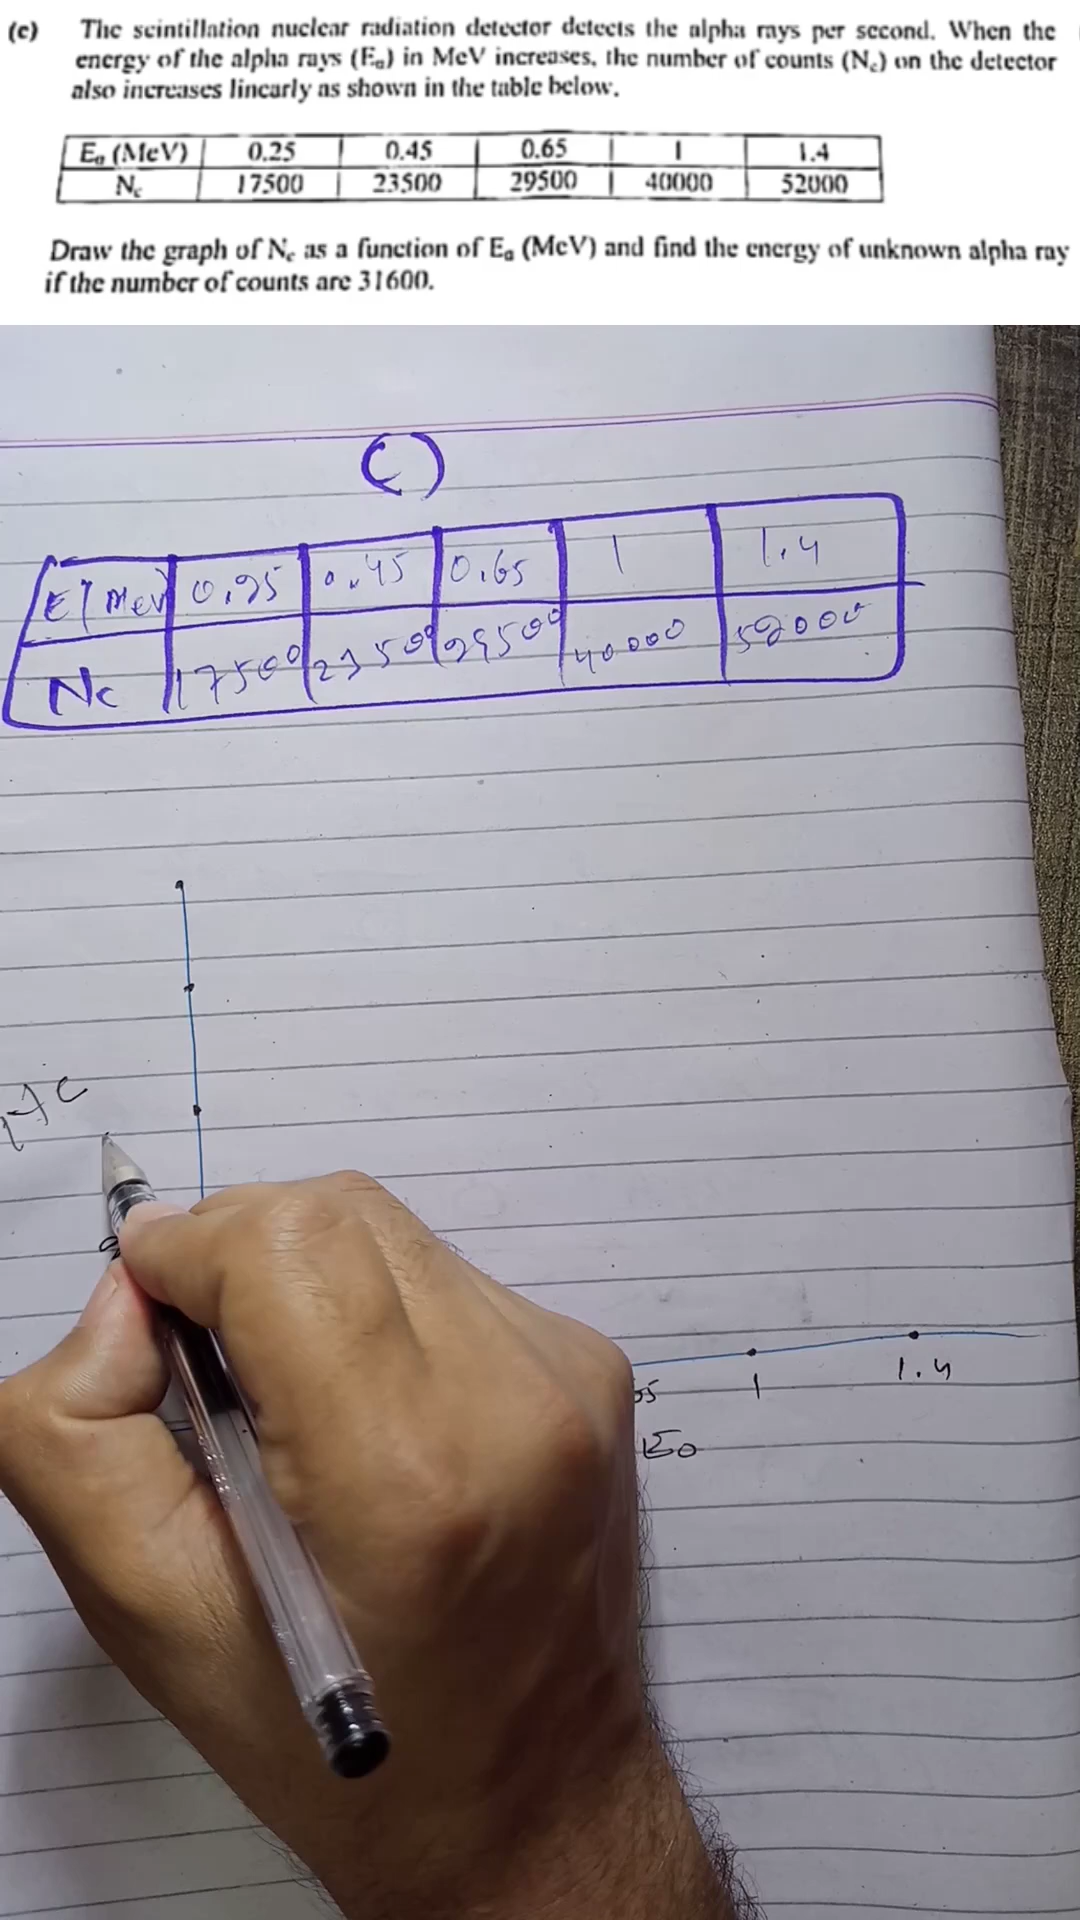 (c) The scintillation nuclear radiation detector detects the alpha rays per second. When the
energy of the alpha rays (Eα) in MeV increases, the number of counts (Nc) on the detector
also increases linearly as shown in the table below.
Eα (MeV) 0.25 0.45 0.65 1 1.4
Nc 17500 23500 29500 40000 52000
Draw the graph of Nc as a function of Eα (MeV) and find the energy of unknown alpha ray
if the number of counts are 31600.
C)
E(Mev) 0.25 0.45 0.65 1 1.4
Nc 17500 23500 29500 40000 52000
1 1.4